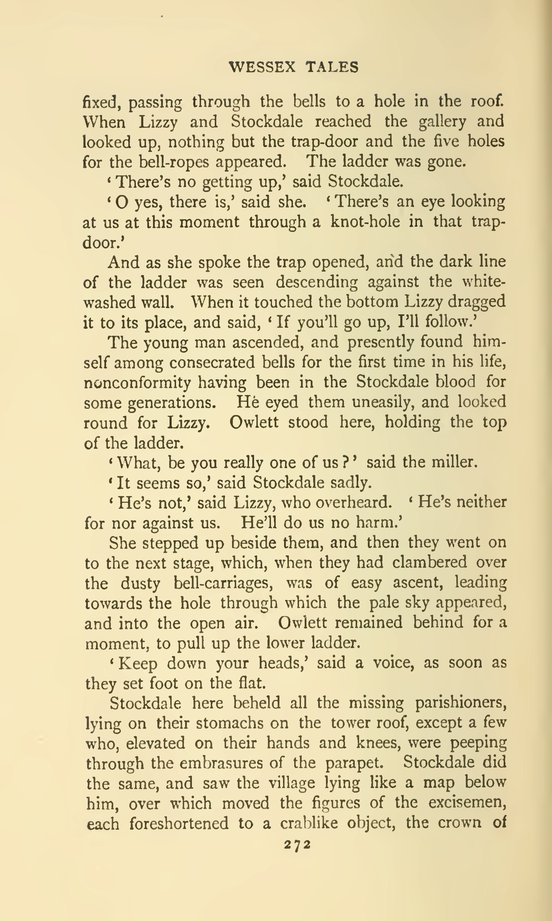 WESSEX TALES
fixed, passing through the bells to a hole in the roof.
When Lizzy and Stockdale reached the gallery and
looked up, nothing but the trap-door and the five holes
for the bell-ropes appeared. The ladder was gone.
‘There's no getting up,’ said Stockdale.
‘O yes, there is,’ said she. ‘There's an eye looking
at us at this moment through a knot-hole in that trap-
door.’
And as she spoke the trap opened, and the dark line
of the ladder was seen descending against the white-
washed wall. When it touched the bottom Lizzy dragged
it to its place, and said, ‘If you'll go up, I'll follow.’
The young man ascended, and presently found him-
self among consecrated bells for the first time in his life,
nonconformity having been in the Stockdale blood for
some generations. He eyed them uneasily, and looked
round for Lizzy. Owlett stood here, holding the top
of the ladder.
‘What, be you really one of us?’ said the miller.
‘It seems so,’ said Stockdale sadly.
‘He's not,’ said Lizzy, who overheard. ‘He's neither
for nor against us. He'll do us no harm.’
She stepped up beside them, and then they went on
to the next stage, which, when they had clambered over
the dusty bell-carriages, was of easy ascent, leading
towards the hole through which the pale sky appeared,
and into the open air. Owlett remained behind for a
moment, to pull up the lower ladder.
‘Keep down your heads,’ said a voice, as soon as
they set foot on the flat.
Stockdale here beheld all the missing parishioners,
lying on their stomachs on the tower roof, except a few
who, elevated on their hands and knees, were peeping
through the embrasures of the parapet. Stockdale did
the same, and saw the village lying like a map below
him, over which moved the figures of the excisemen,
each foreshortened to a crablike object, the crown of
272